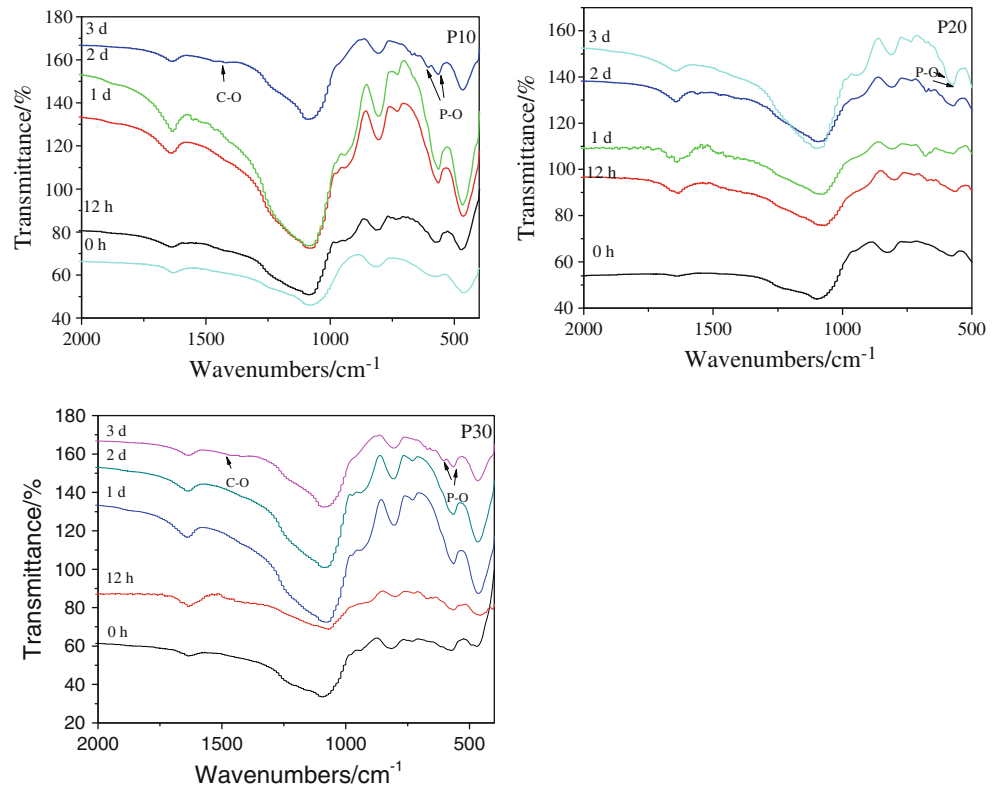 180
160
140
120
100
80
60
40
2000
1500
1000
500
Transmittance/%
Wavenumbers/cm-1
P10
3 d
2 d
1 d
12 h
0 h
C-O
P-O
180
160
140
120
100
80
60
40
2000
1500
1000
500
Transmittance/%
Wavenumbers/cm-1
P20
3 d
2 d
1 d
12 h
0 h
P-O
180
160
140
120
100
80
60
40
20
2000
1500
1000
500
Transmittance/%
Wavenumbers/cm-1
P30
3 d
2 d
1 d
12 h
0 h
C-O
P-O